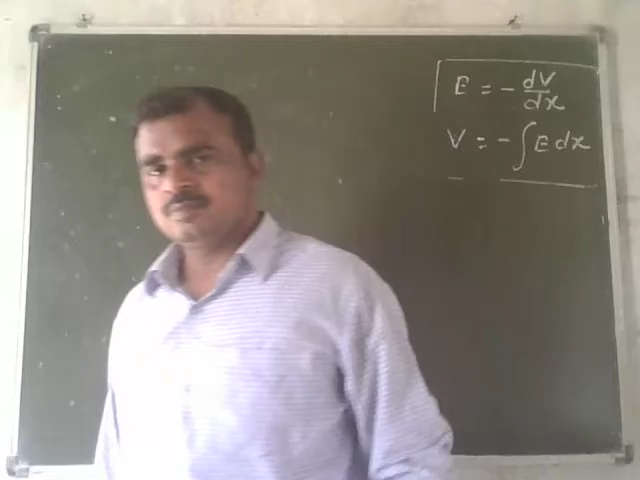 E = - dV/dx
V = - ∫ E dx